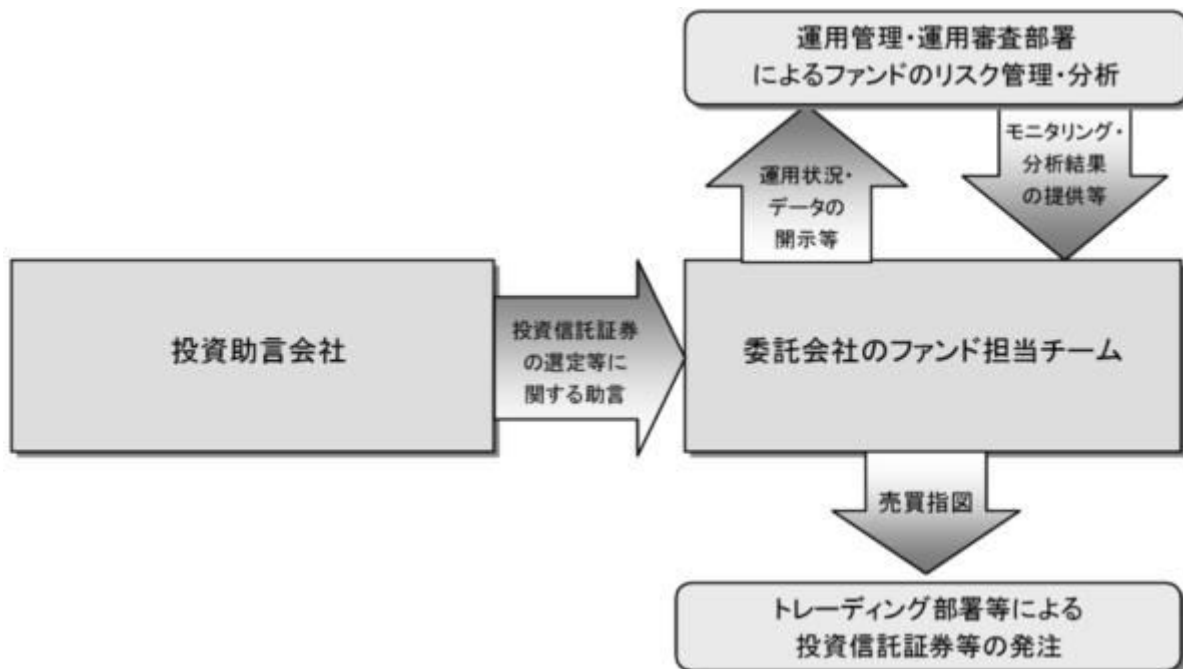 運用管理・運用審査部署
によるファンドのリスク管理・分析
運用状況・
データの
開示等
モニタリング・
分析結果
の提供等
投資助言会社
投資信託証券
の選定等に
関する助言
委託会社のファンド担当チーム
売買指図
トレーディング部署等による
投資信託証券等の発注